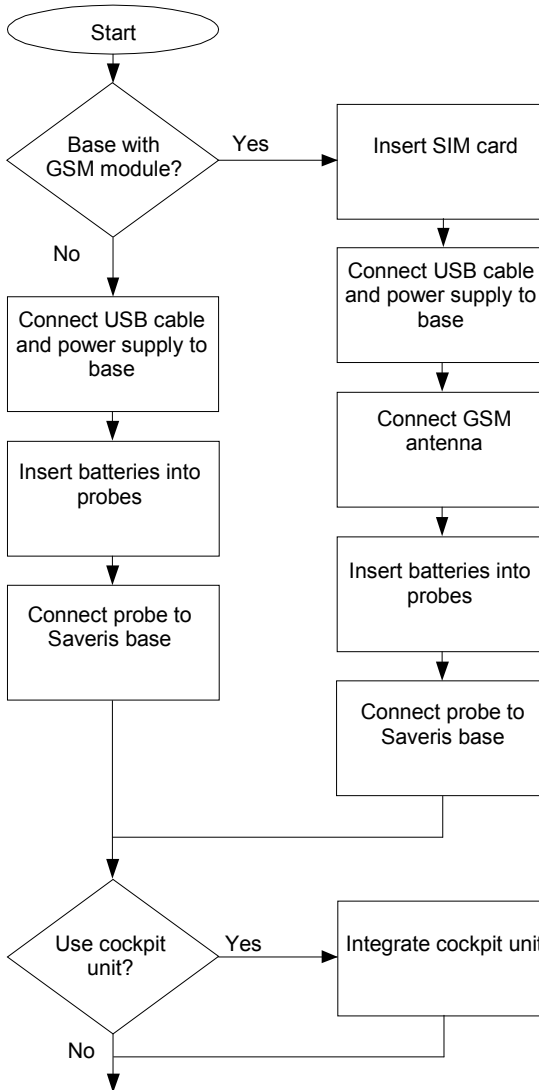 Start
Base with
GSM module?
Yes
Insert SIM card
No
Connect USB cable
and power supply to
base
Connect USB cable
and power supply to
base
Insert batteries into
probes
Connect GSM
antenna
Connect probe to
Saveris base
Insert batteries into
probes
Connect probe to
Saveris base
Use cockpit
unit?
Yes
Integrate cockpit unit
No